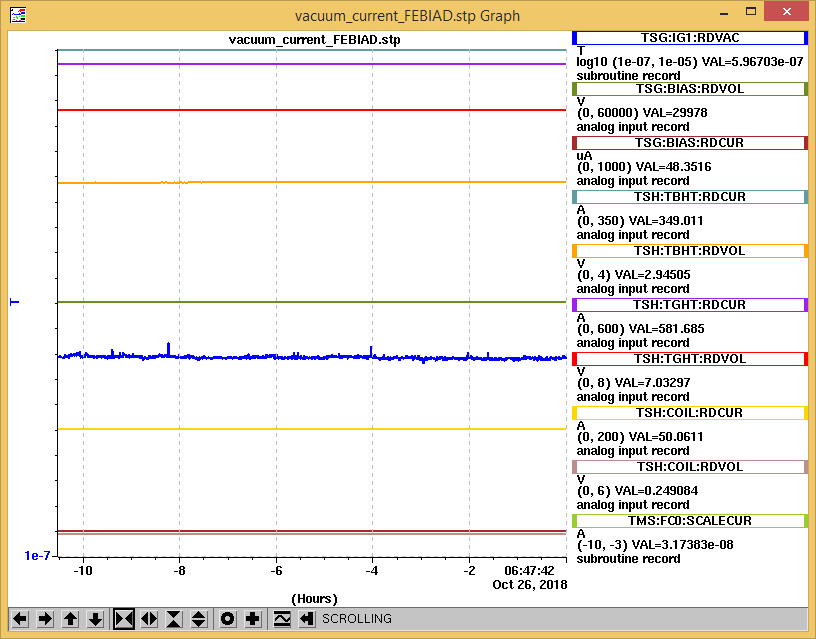 vacuum_current_FEBIAD.stp Graph
vacuum_current_FEBIAD.stp
T
1e-7
-10 -8 -6 -4 -2 06:47:42
Oct 26, 2018
(Hours)
TSG:IG1:RDVAC
T
log10 (1e-07, 1e-05) VAL=5.96703e-07
subroutine record
TSG:BIAS:RDVOL
V
(0, 60000) VAL=29978
analog input record
TSG:BIAS:RDCUR
uA
(0, 1000) VAL=48.3516
analog input record
TSH:TBHT:RDCUR
A
(0, 350) VAL=349.011
analog input record
TSH:TBHT:RDVOL
V
(0, 4) VAL=2.94505
analog input record
TSH:TGHT:RDCUR
A
(0, 600) VAL=581.685
analog input record
TSH:TGHT:RDVOL
V
(0, 8) VAL=7.03297
analog input record
TSH:COIL:RDCUR
A
(0, 200) VAL=50.0611
analog input record
TSH:COIL:RDVOL
V
(0, 6) VAL=0.249084
analog input record
TMS:FC0:SCALECUR
A
(-10, -3) VAL=3.17383e-08
subroutine record
SCROLLING